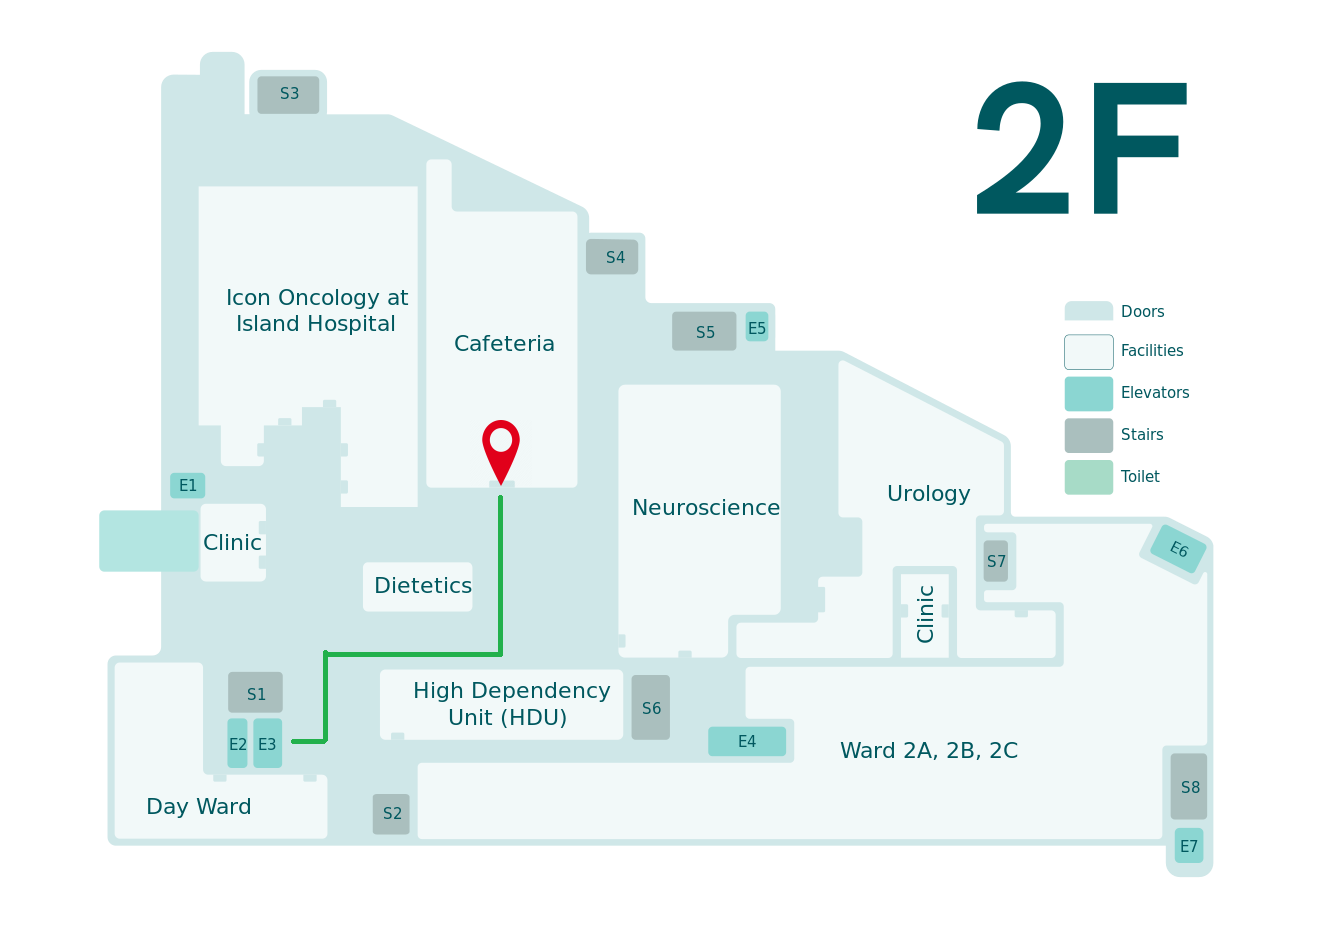 2F
S3
S4
Icon Oncology at
Island Hospital
Cafeteria
S5
E5
Doors
Facilities
Elevators
Stairs
Toilet
E1
Clinic
Neuroscience
Urology
S7
E6
Dietetics
Clinic
S1
E2
E3
High Dependency
Unit (HDU)
S6
E4
Ward 2A, 2B, 2C
Day Ward
S2
S8
E7